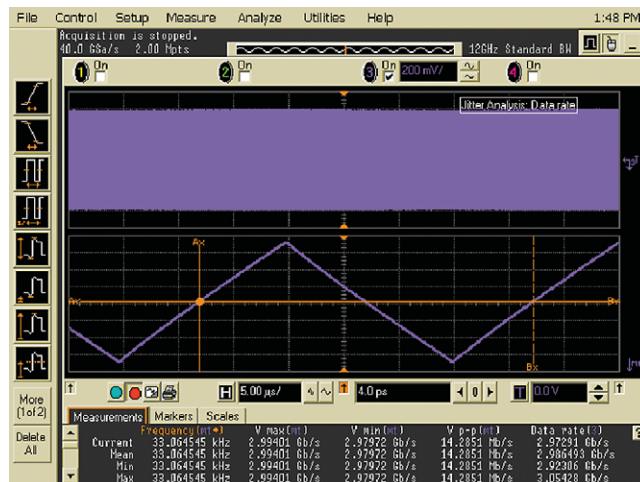 File Control Setup Measure Analyze Utilities Help 1:48 PM
Acquisition is stopped.
40.0 GSa/s 2.00 Mpts 12GHz Standard BW
1 On 2 On 3 On 200 mV/ 4 On
Jitter Analysis: Data rate
Ax
Bx
H 5.00 µs/ 4.0 ps 0 T 0.0 V
More
(1of2)
Delete
All
Measurements Markers Scales
Frequency(mt) V max(mt) V min(mt) V p-p(mt) Data rate(3)
Current 33.064545 kHz 2.99401 Gb/s 2.97972 Gb/s 14.2851 Mb/s 2.97291 Gb/s
Mean 33.064545 kHz 2.99401 Gb/s 2.97972 Gb/s 14.2851 Mb/s 2.986493 Gb/s
Min 33.064545 kHz 2.99401 Gb/s 2.97972 Gb/s 14.2851 Mb/s 2.92306 Gb/s
Max 33.064545 kHz 2.99401 Gb/s 2.97972 Gb/s 14.2851 Mb/s 3.05428 Gb/s